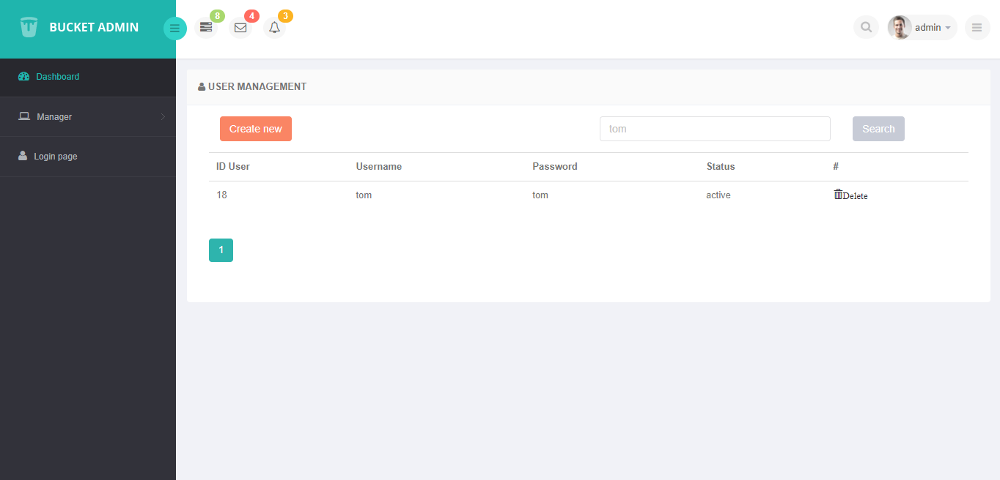 BUCKET ADMIN
8
4
3
admin
Dashboard
Manager
Login page
USER MANAGEMENT
Create new
tom
Search
ID User Username Password Status #
18 tom tom active Delete
1